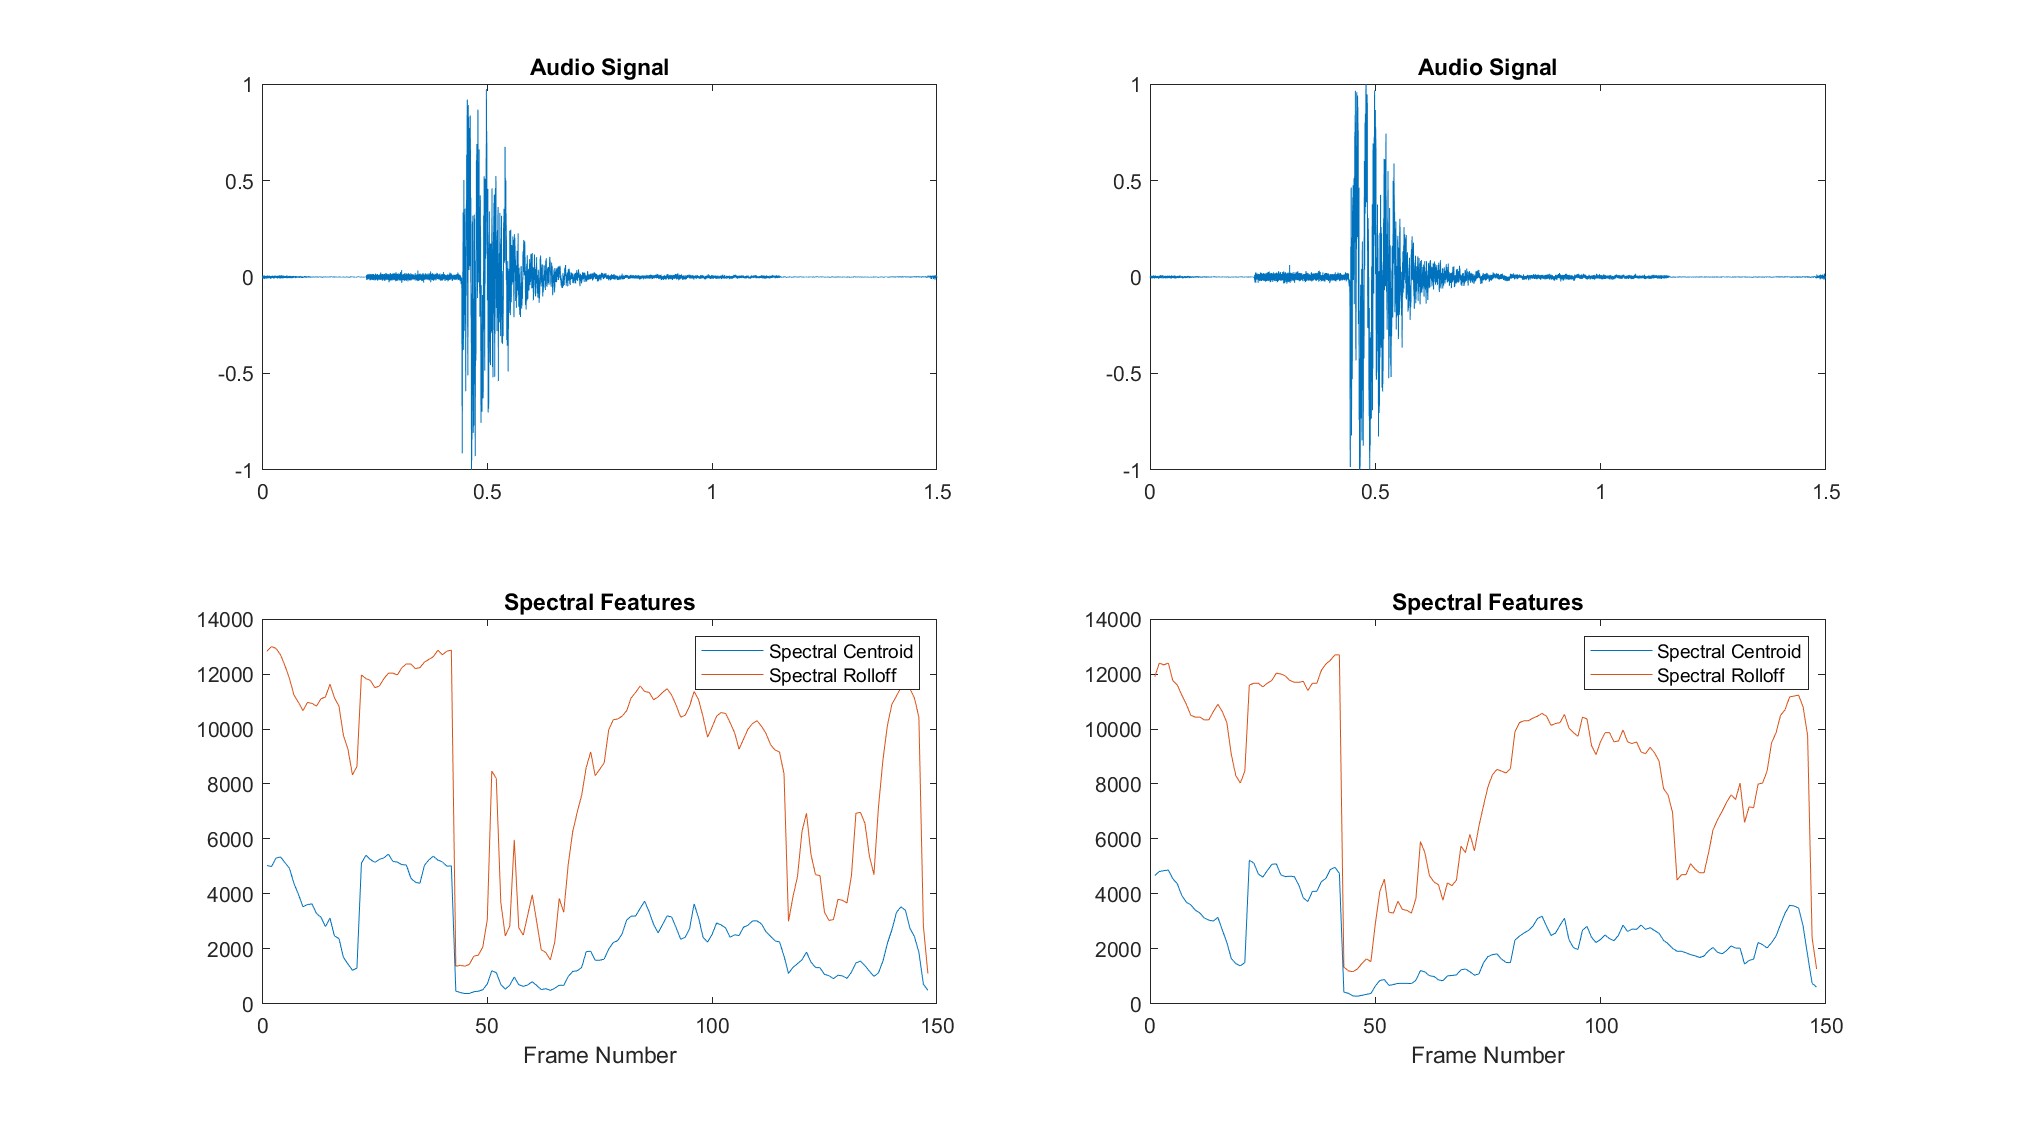 Audio Signal
1
0.5
0
-0.5
-1
0 0.5 1 1.5
Audio Signal
1
0.5
0
-0.5
-1
0 0.5 1 1.5
Spectral Features
14000
12000
10000
8000
6000
4000
2000
0
Spectral Centroid
Spectral Rolloff
0 50 100 150
Frame Number
Spectral Features
14000
12000
10000
8000
6000
4000
2000
0
Spectral Centroid
Spectral Rolloff
0 50 100 150
Frame Number